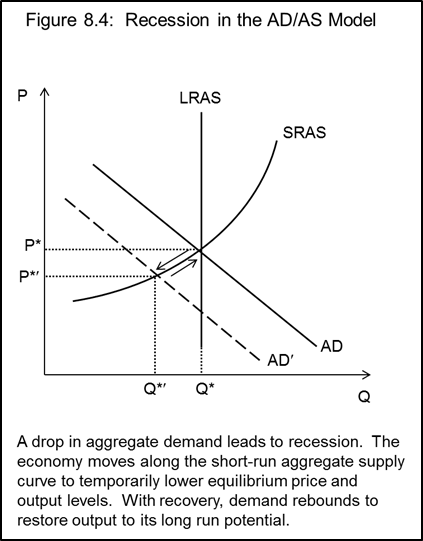 Figure 8.4:  Recession in the AD/AS Model
P
LRAS
SRAS
P*
P*′
AD
AD′
Q*′
Q*
Q
A drop in aggregate demand leads to recession.  The
economy moves along the short-run aggregate supply
curve to temporarily lower equilibrium price and
output levels.  With recovery, demand rebounds to
restore output to its long run potential.